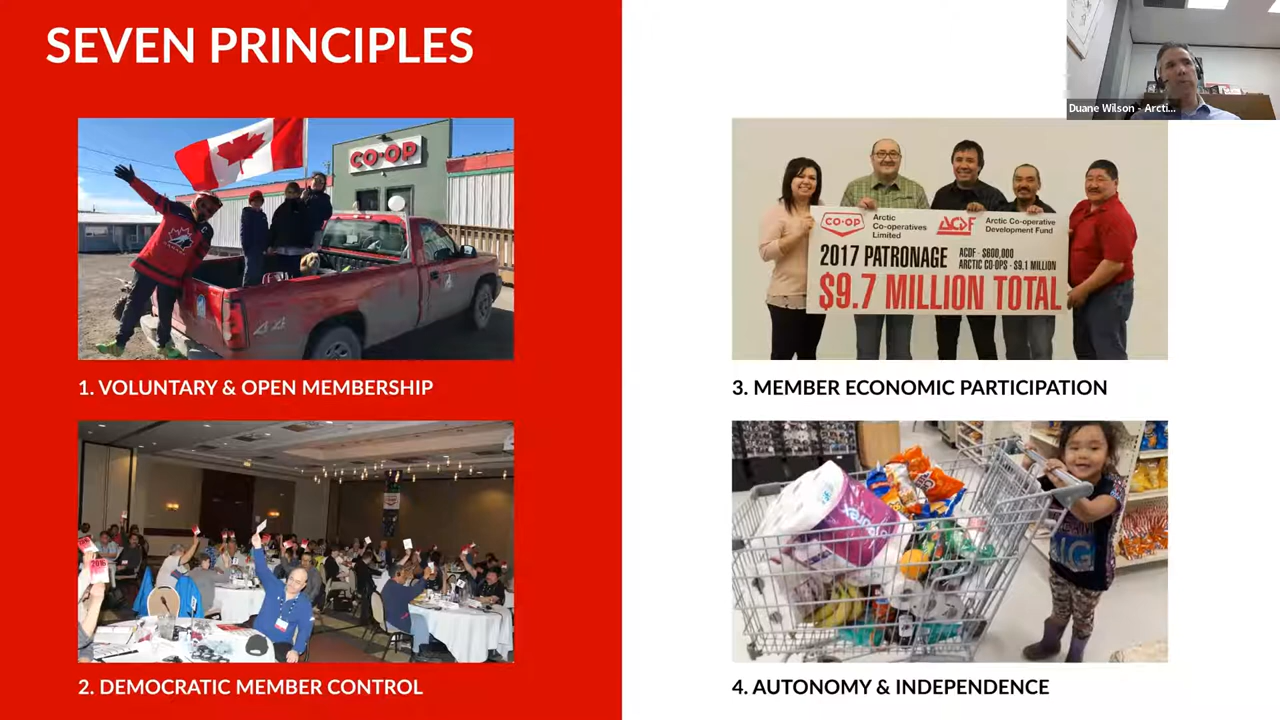 SEVEN PRINCIPLES
Duane Wilson - Arcti...
CO-OP
4x4
1. VOLUNTARY & OPEN MEMBERSHIP
2016
2. DEMOCRATIC MEMBER CONTROL
CO-OP
Arctic
Co-operatives
Limited
ACDF
Arctic Co-operative
Development Fund
2017 PATRONAGE
ACDF - $600,000
ARCTIC CO-OPS - $9.1 MILLION
$9.7 MILLION TOTAL
3. MEMBER ECONOMIC PARTICIPATION
4. AUTONOMY & INDEPENDENCE